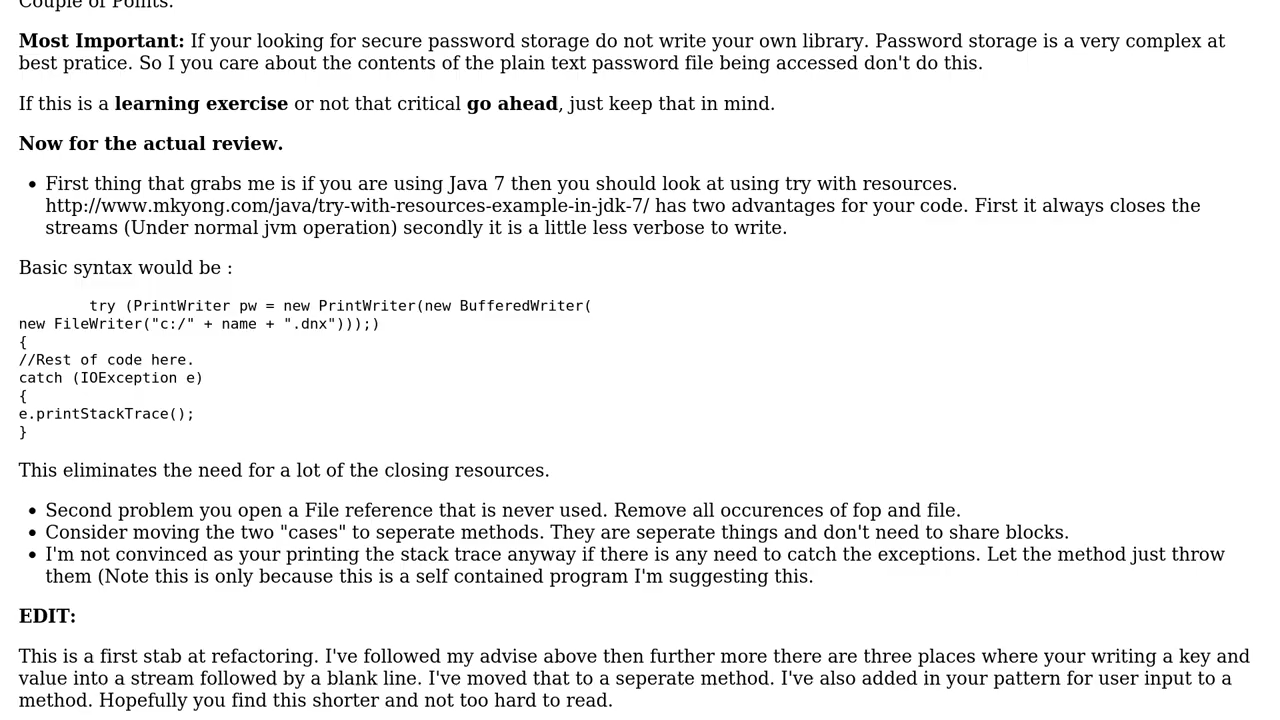 Couple of Points.
Most Important: If your looking for secure password storage do not write your own library. Password storage is a very complex at
best pratice. So I you care about the contents of the plain text password file being accessed don't do this.
If this is a learning exercise or not that critical go ahead, just keep that in mind.
Now for the actual review.
• First thing that grabs me is if you are using Java 7 then you should look at using try with resources.
http://www.mkyong.com/java/try-with-resources-example-in-jdk-7/ has two advantages for your code. First it always closes the
streams (Under normal jvm operation) secondly it is a little less verbose to write.
Basic syntax would be :
try (PrintWriter pw = new PrintWriter(new BufferedWriter(
new FileWriter("c:/" + name + ".dnx")));)
{
//Rest of code here.
catch (IOException e)
{
e.printStackTrace();
}
This eliminates the need for a lot of the closing resources.
• Second problem you open a File reference that is never used. Remove all occurences of fop and file.
• Consider moving the two "cases" to seperate methods. They are seperate things and don't need to share blocks.
• I'm not convinced as your printing the stack trace anyway if there is any need to catch the exceptions. Let the method just throw
them (Note this is only because this is a self contained program I'm suggesting this.
EDIT:
This is a first stab at refactoring. I've followed my advise above then further more there are three places where your writing a key and
value into a stream followed by a blank line. I've moved that to a seperate method. I've also added in your pattern for user input to a
method. Hopefully you find this shorter and not too hard to read.